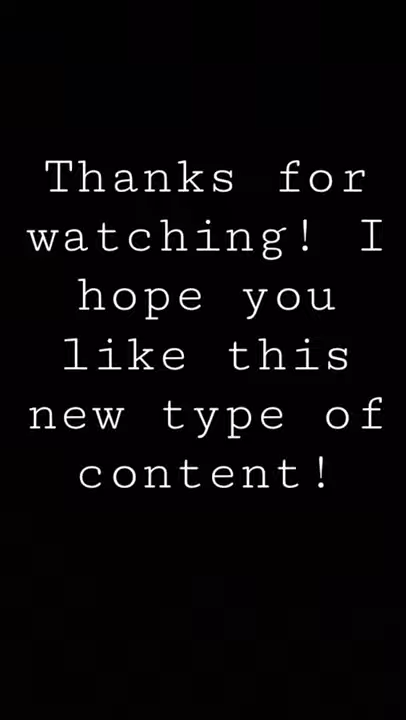 Thanks for
watching! I
hope you
like this
new type of
content!